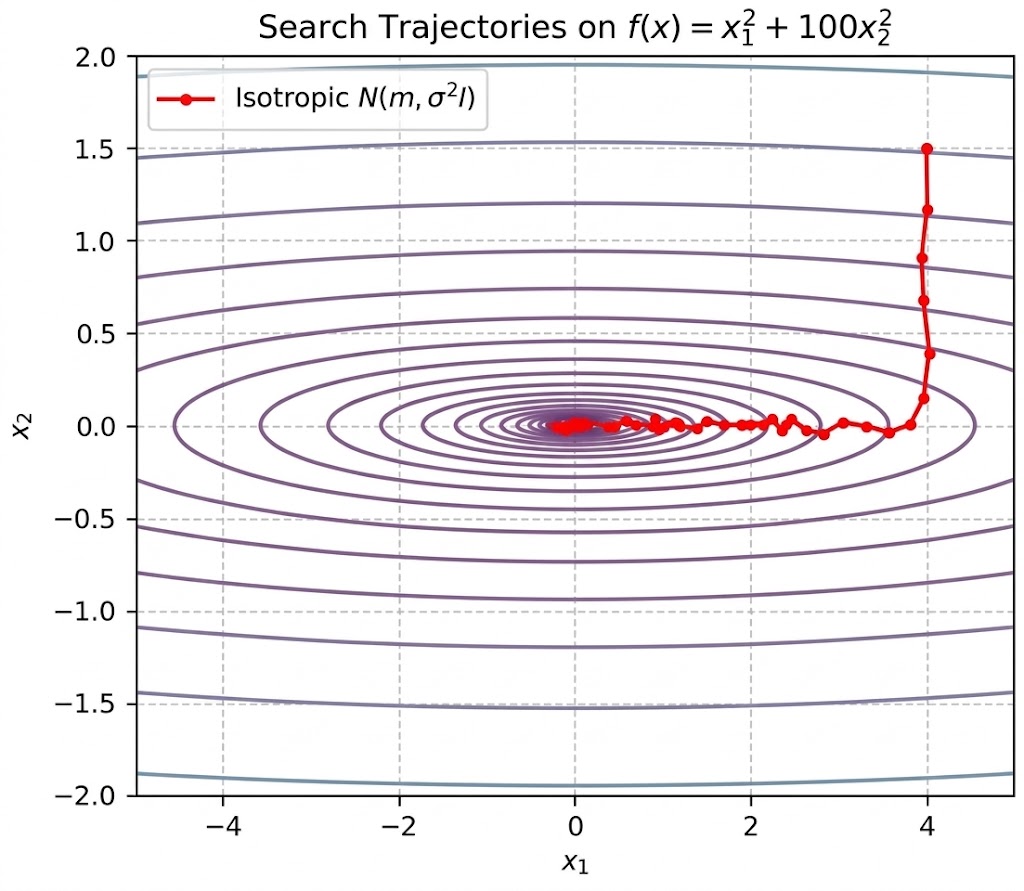 Search Trajectories on f(x) = x₁² + 100x₂²
Isotropic N(m, σ²I)
2.0
1.5
1.0
0.5
0.0
−0.5
−1.0
−1.5
−2.0
x₂
−4 −2 0 2 4
x₁